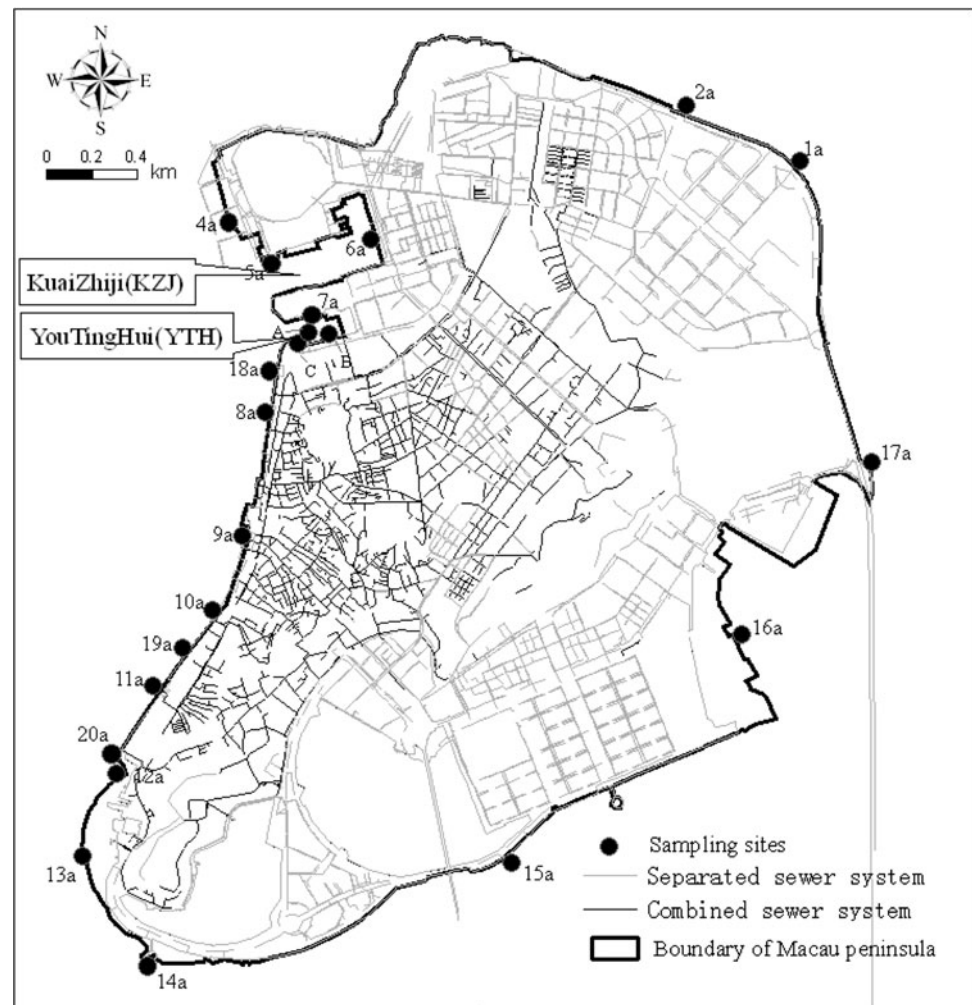 N
W E
S
0 0.2 0.4
km
2a
1a
4a
5a
6a
KuaiZhiji(KZJ)
7a
YouTingHui(YTH)
A
B
C
18a
8a
17a
9a
10a
16a
19a
11a
20a
12a
13a
15a
14a
Sampling sites
Separated sewer system
Combined sewer system
Boundary of Macau peninsula